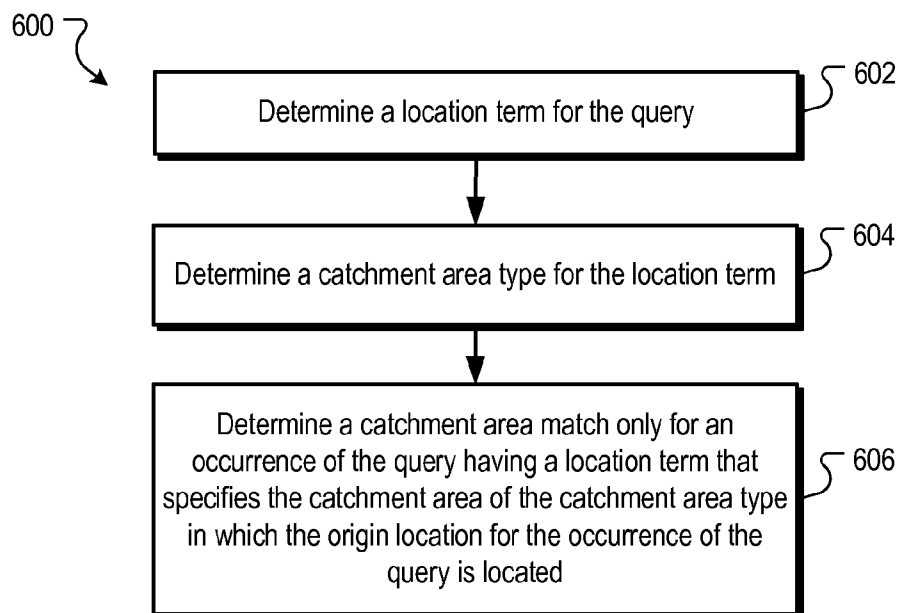 600
602
Determine a location term for the query
604
Determine a catchment area type for the location term
Determine a catchment area match only for an
occurrence of the query having a location term that
specifies the catchment area of the catchment area type
in which the origin location for the occurrence of the
query is located
606